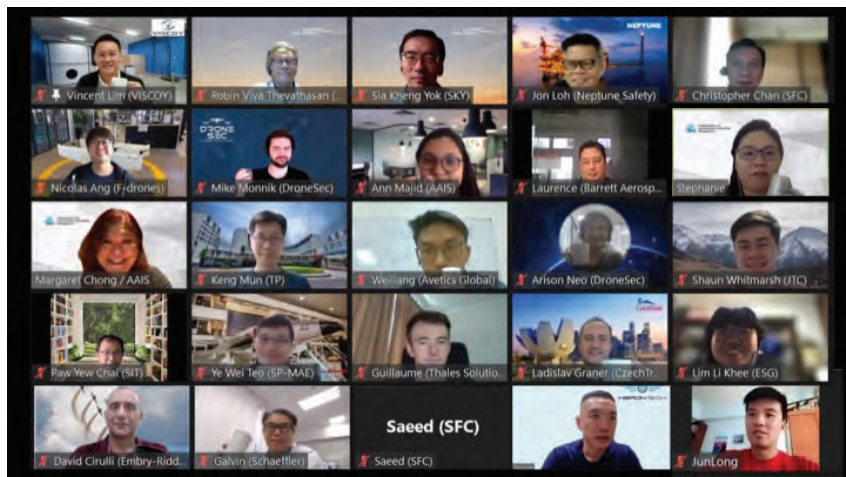 VISCOY
Vincent Lim (VISCOY)
Robin Viva Thevathasan (...
Sia Kheng Yok (SKY)
NEPTUNE
Jon Loh (Neptune Safety)
Christopher Chan (SFC)
Nicolas Ang (F-drones)
DRONE
SEC
Mike Monnik (DroneSec)
Ann Majid (AAIS)
Laurence (Barrett Aerosp...
Stephanie
Margaret Chong / AAIS
Keng Mun (TP)
Weiliang (Avetics Global)
Arison Neo (DroneSec)
Shaun Whitmarsh (JTC)
Paw Yew Chai (SIT)
Ye Wei Teo (SP-MAE)
Guillaume (Thales Solutio...
Ladislav Graner (CzechTr...
Lim Li Khee (ESG)
David Cirulli (Embry-Ridd...
Galvin (Schaeffler)
Saeed (SFC)
Saeed (SFC)
HERONTECH
JunLong